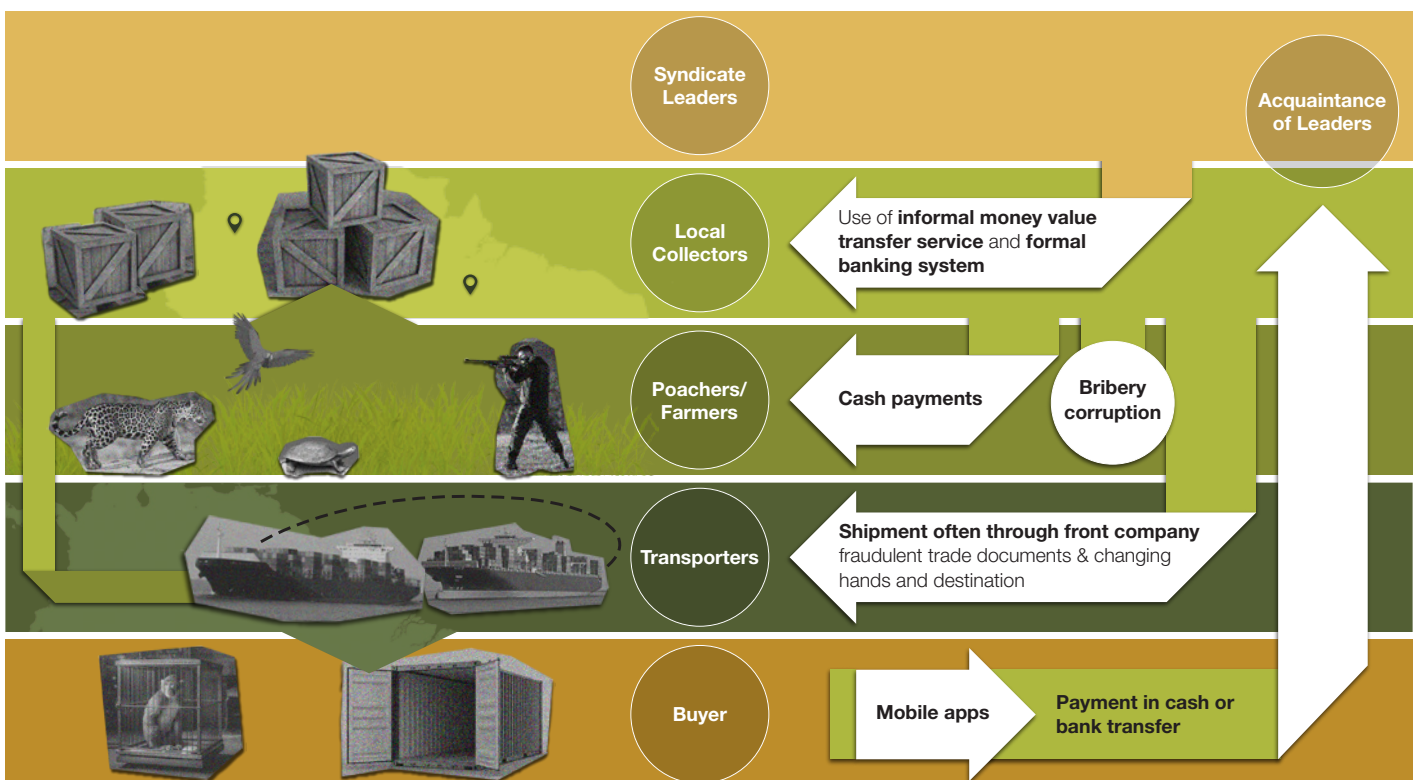 Syndicate
Leaders
Acquaintance
of Leaders
Local
Collectors
Use of informal money value
transfer service and formal
banking system
Poachers/
Farmers
Cash payments
Bribery
corruption
Transporters
Shipment often through front company
fraudulent trade documents & changing
hands and destination
Buyer
Mobile apps
Payment in cash or
bank transfer